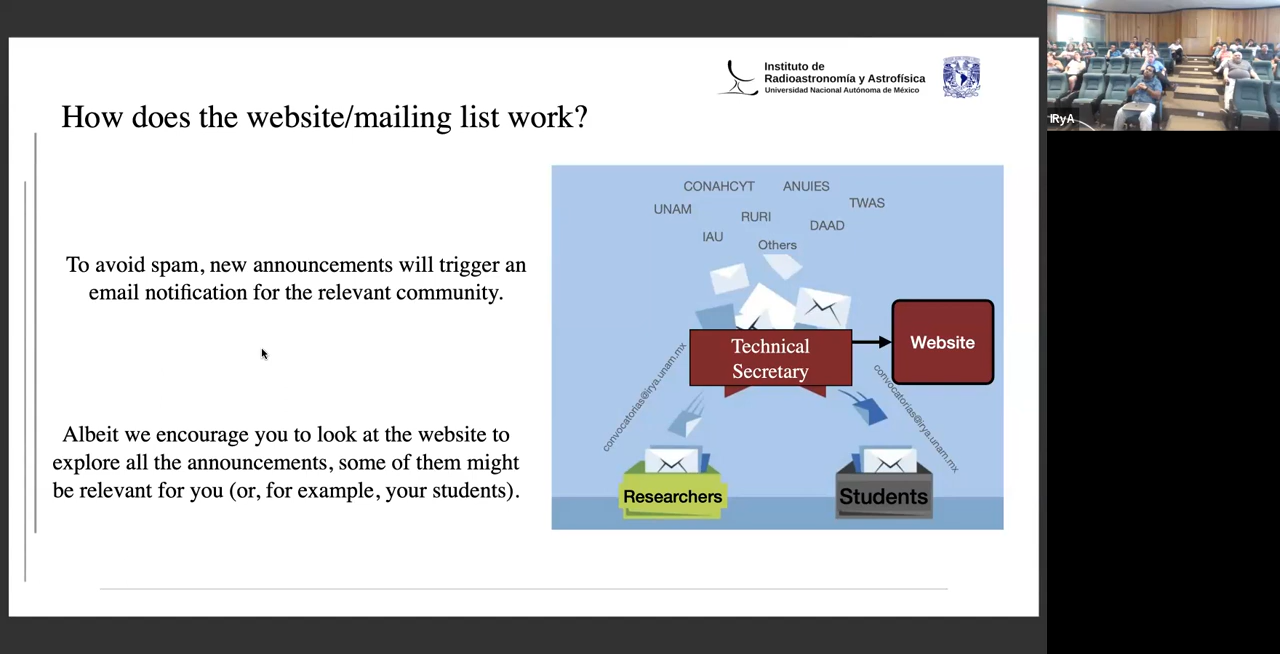 Instituto de
Radioastronomía y Astrofísica
Universidad Nacional Autónoma de México
How does the website/mailing list work?
To avoid spam, new announcements will trigger an
email notification for the relevant community.
Albeit we encourage you to look at the website to
explore all the announcements, some of them might
be relevant for you (or, for example, your students).
CONAHCYT
ANUIES
TWAS
UNAM
RURI
DAAD
IAU
Others
Technical
Secretary
Website
convocatorias@irya.unam.mx
convocatorias@irya.unam.mx
Researchers
Students
IRyA